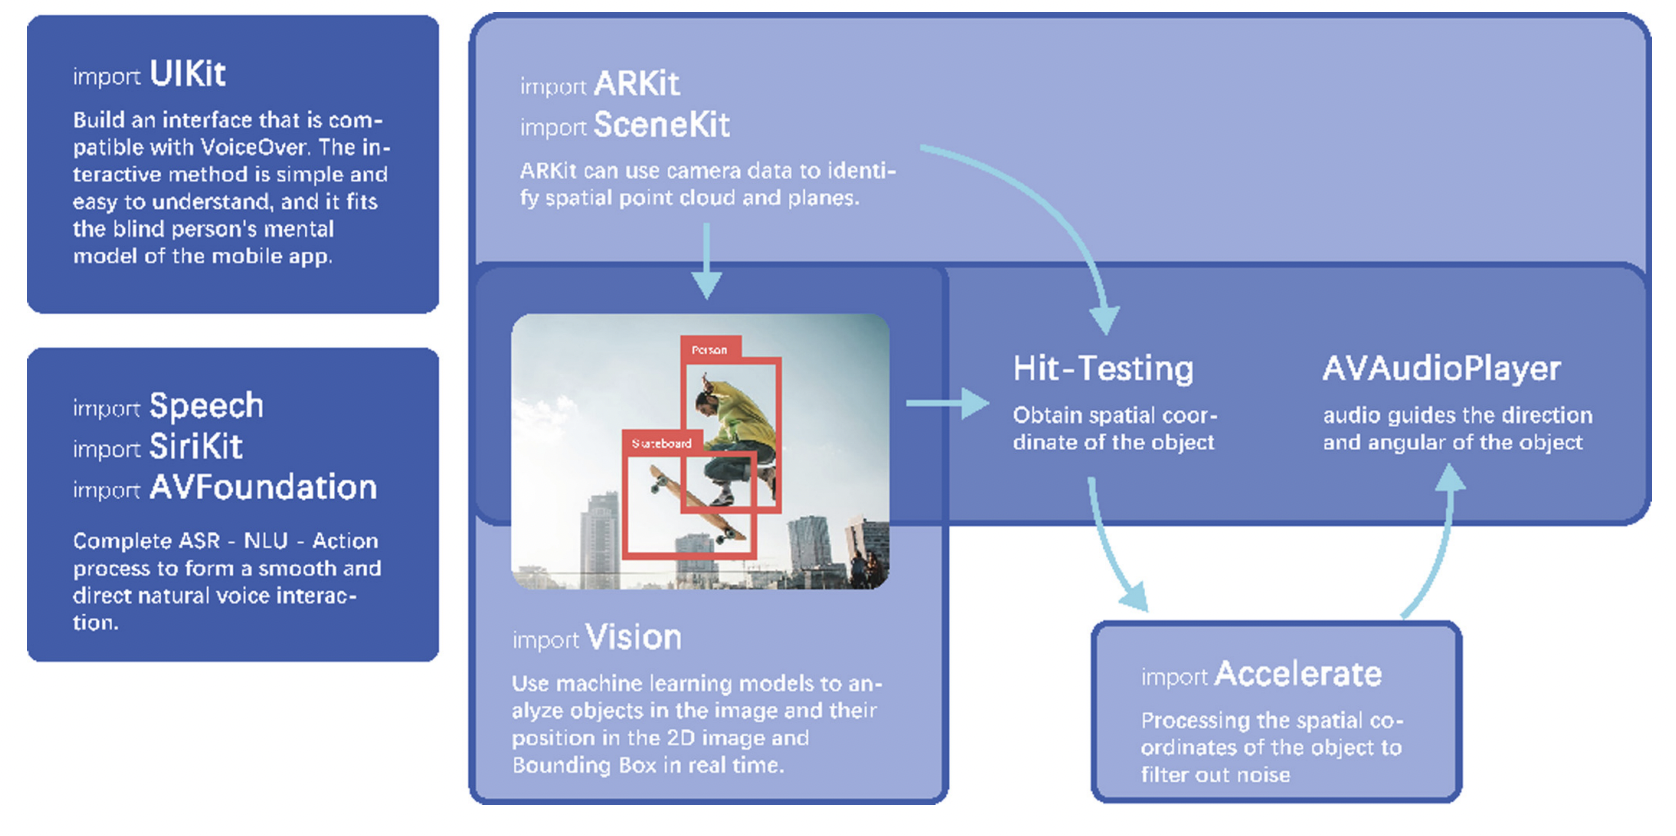 import UIKit
Build an interface that is com-
patible with VoiceOver. The in-
teractive method is simple and
easy to understand, and it fits
the blind person's mental
model of the mobile app.
import Speech
import SiriKit
import AVFoundation
Complete ASR - NLU - Action
process to form a smooth and
direct natural voice interac-
tion.
import ARKit
import SceneKit
ARKit can use camera data to identi-
fy spatial point cloud and planes.
Person
Skateboard
import Vision
Use machine learning models to an-
alyze objects in the image and their
position in the 2D image and
Bounding Box in real time.
Hit-Testing
Obtain spatial coor-
dinate of the object
AVAudioPlayer
audio guides the direction
and angular of the object
import Accelerate
Processing the spatial co-
ordinates of the object to
filter out noise